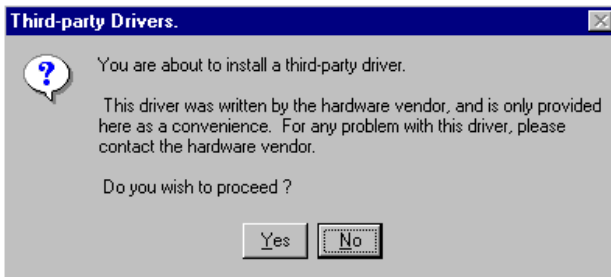 Third-party Drivers.
You are about to install a third-party driver.
This driver was written by the hardware vendor, and is only provided
here as a convenience.  For any problem with this driver, please
contact the hardware vendor.
Do you wish to proceed ?
Yes No